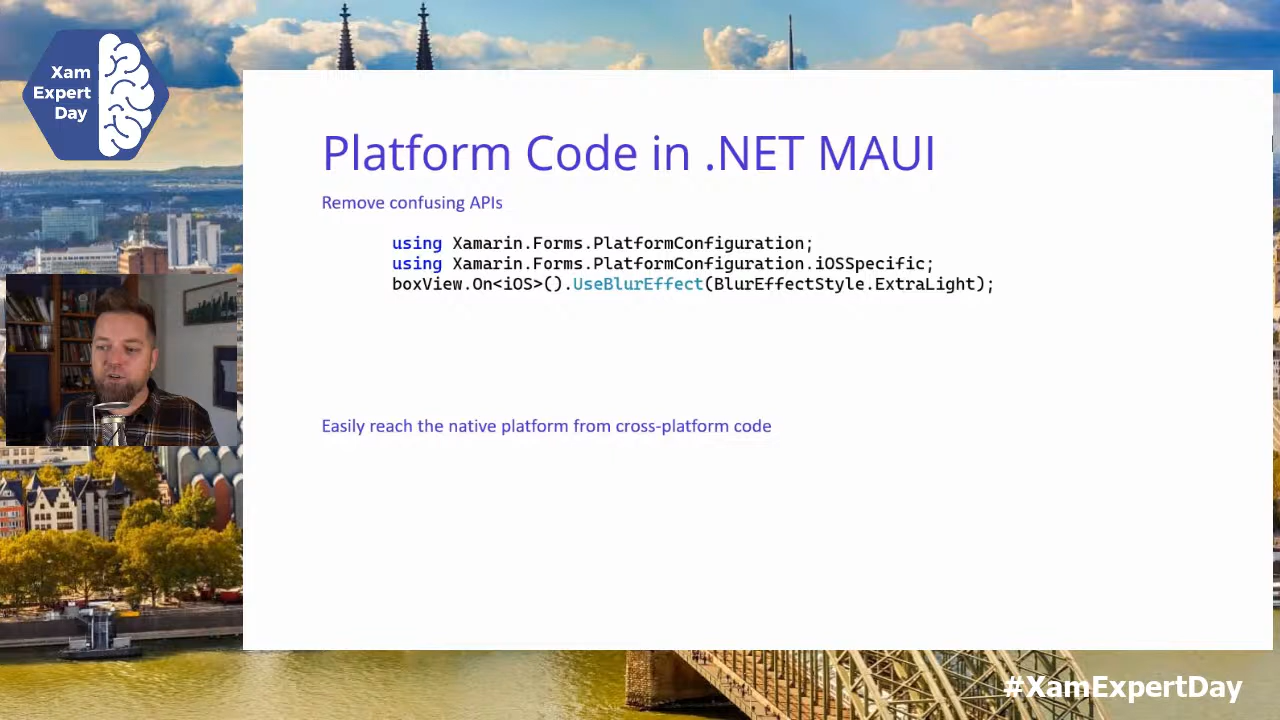 Xam
Expert
Day
Platform Code in .NET MAUI
Remove confusing APIs
using Xamarin.Forms.PlatformConfiguration;
using Xamarin.Forms.PlatformConfiguration.iOSSpecific;
boxView.On<iOS>().UseBlurEffect(BlurEffectStyle.ExtraLight);
Easily reach the native platform from cross-platform code
#XamExpertDay